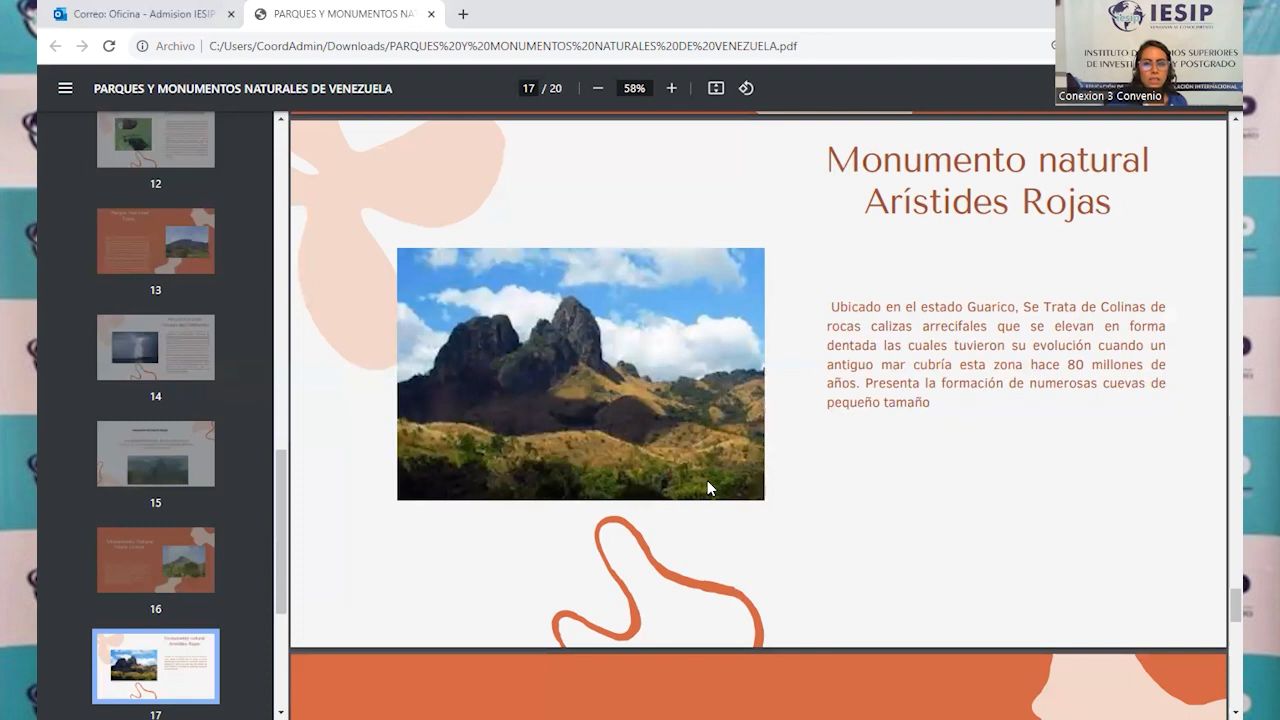 Correo: Oficina - Admision IESIP
PARQUES Y MONUMENTOS NAT
Archivo
C:/Users/CoordAdmin/Downloads/PARQUES%20Y%20MONUMENTOS%20NATURALES%20DE%20VENEZUELA.pdf
IESIP
INSTITUTO
SUPERIORES
POSTGRADO
Conexion 3 Convenio
PARQUES Y MONUMENTOS NATURALES DE VENEZUELA
17 / 20
58%
12
13
14
15
16
17
Monumento natural
Arístides Rojas
Ubicado en el estado Guarico, Se Trata de Colinas de
rocas calizas arrecifales que se elevan en forma
dentada las cuales tuvieron su evolución cuando un
antiguo mar cubría esta zona hace 80 millones de
años. Presenta la formación de numerosas cuevas de
pequeño tamaño